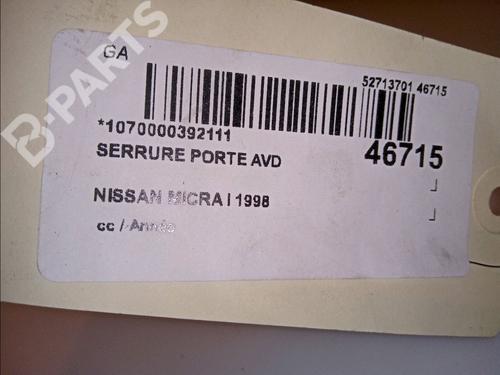 GA
52713701 46715
*1070000392111
SERRURE PORTE AVD
46715
NISSAN MICRA I 1998
cc / Année
B-PARTS